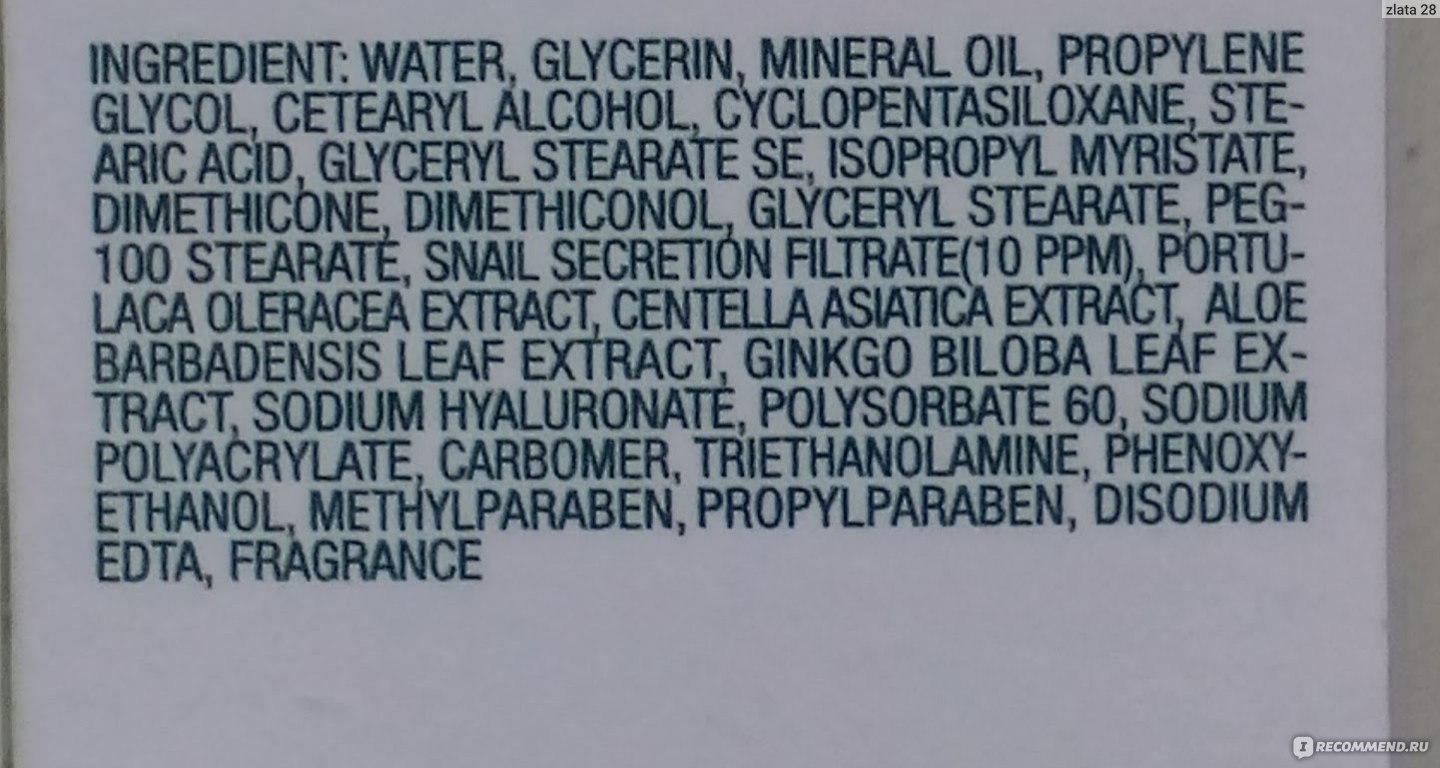 zlata 28
INGREDIENT: WATER, GLYCERIN, MINERAL OIL, PROPYLENE
GLYCOL, CETEARYL ALCOHOL, CYCLOPENTASILOXANE, STE-
ARIC ACID, GLYCERYL STEARATE SE, ISOPROPYL MYRISTATE,
DIMETHICONE, DIMETHICONOL, GLYCERYL STEARATE, PEG-
100 STEARATE, SNAIL SECRETION FILTRATE(10 PPM), PORTU-
LACA OLERACEA EXTRACT, CENTELLA ASIATICA EXTRACT, ALOE
BARBADENSIS LEAF EXTRACT, GINKGO BILOBA LEAF EX-
TRACT, SODIUM HYALURONATE, POLYSORBATE 60, SODIUM
POLYACRYLATE, CARBOMER, TRIETHANOLAMINE, PHENOXY-
ETHANOL, METHYLPARABEN, PROPYLPARABEN, DISODIUM
EDTA, FRAGRANCE
IRECOMMEND.RU